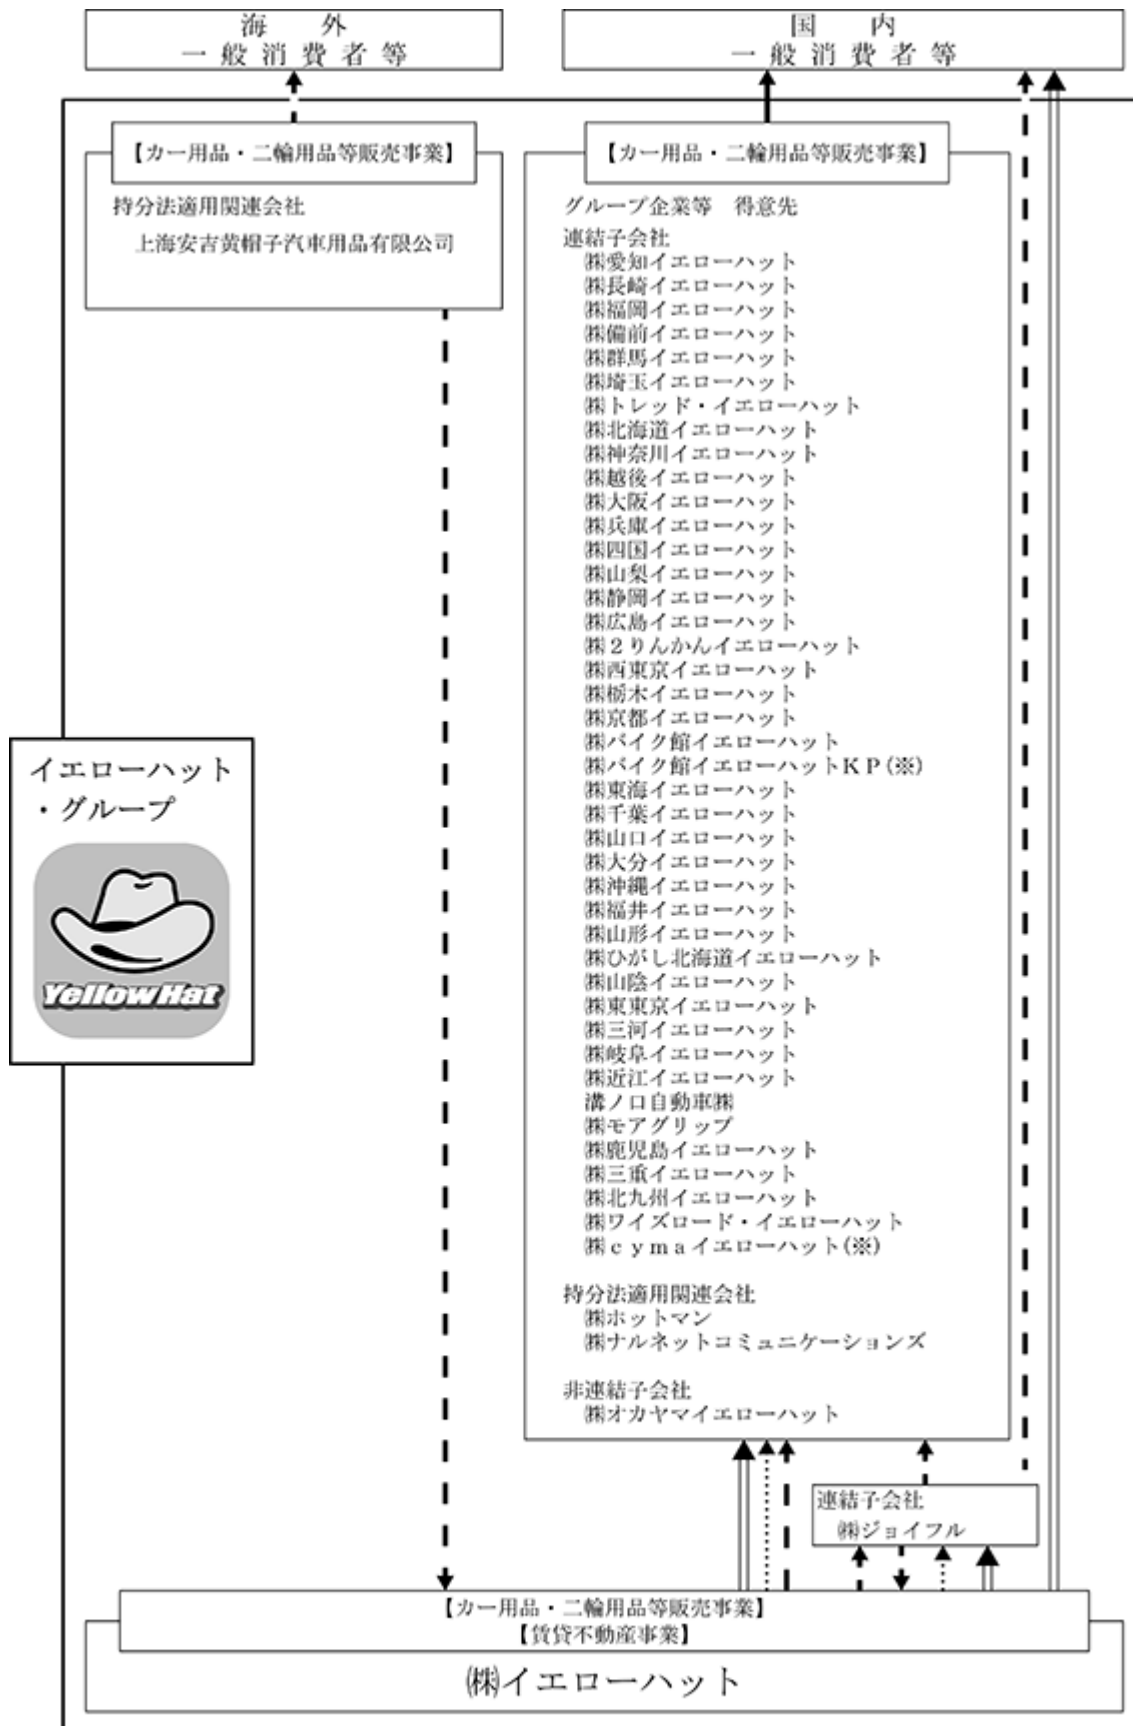 海外
一般消費者等
国内
一般消費者等
【カー用品・二輪用品等販売事業】
持分法適用関連会社
上海安吉黄帽子汽車用品有限公司
【カー用品・二輪用品等販売事業】
グループ企業等　得意先
連結子会社
㈱愛知イエローハット
㈱長崎イエローハット
㈱福岡イエローハット
㈱備前イエローハット
㈱群馬イエローハット
㈱埼玉イエローハット
㈱トレッド・イエローハット
㈱北海道イエローハット
㈱神奈川イエローハット
㈱越後イエローハット
㈱大阪イエローハット
㈱兵庫イエローハット
㈱四国イエローハット
㈱山梨イエローハット
㈱静岡イエローハット
㈱広島イエローハット
㈱２りんかんイエローハット
㈱西東京イエローハット
㈱栃木イエローハット
㈱京都イエローハット
㈱バイク館イエローハット
㈱バイク館イエローハットＫＰ(※)
㈱東海イエローハット
㈱千葉イエローハット
㈱山口イエローハット
㈱大分イエローハット
㈱沖縄イエローハット
㈱福井イエローハット
㈱山形イエローハット
㈱ひがし北海道イエローハット
㈱山陰イエローハット
㈱東東京イエローハット
㈱三河イエローハット
㈱岐阜イエローハット
㈱近江イエローハット
溝ノ口自動車㈱
㈱モアグリップ
㈱鹿児島イエローハット
㈱三重イエローハット
㈱北九州イエローハット
㈱ワイズロード・イエローハット
㈱ｃｙｍａイエローハット(※)
持分法適用関連会社
㈱ホットマン
㈱ナルネットコミュニケーションズ
非連結子会社
㈱オカヤマイエローハット
イエローハット
・グループ
YellowHat
連結子会社
㈱ジョイフル
【カー用品・二輪用品等販売事業】
【賃貸不動産事業】
㈱イエローハット